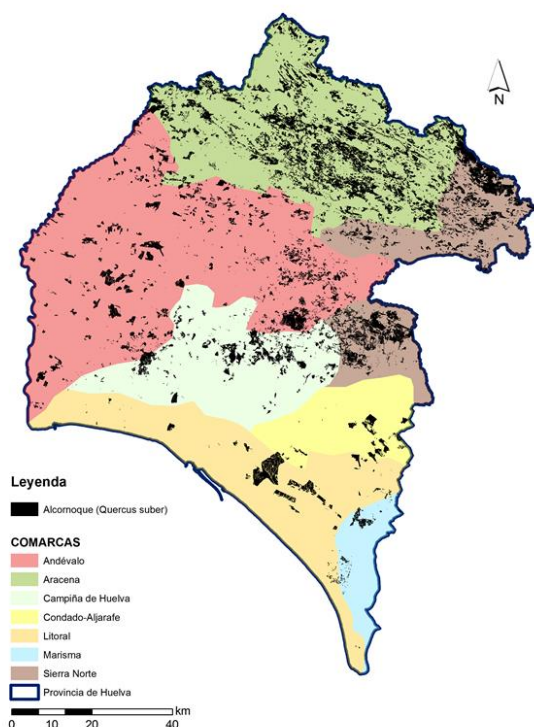 N
Leyenda
Alcornoque (Quercus suber)
COMARCAS
Andévalo
Aracena
Campiña de Huelva
Condado-Aljarafe
Litoral
Marisma
Sierra Norte
Provincia de Huelva
km
0 10 20 40